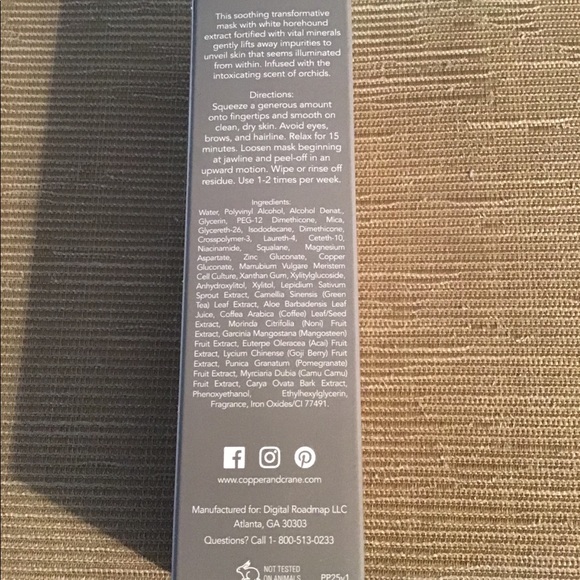 This soothing transformative
mask with white horehound
extract fortified with vital minerals
gently lifts away impurities to
unveil skin that seems illuminated
from within. Infused with the
intoxicating scent of orchids.
Directions:
Squeeze a generous amount
onto fingertips and smooth on
clean, dry skin. Avoid eyes,
brows, and hairline. Relax for 15
minutes. Loosen mask beginning
at jawline and peel-off in an
upward motion. Wipe or rinse off
residue. Use 1-2 times per week.
Ingredients:
Water, Polyvinyl Alcohol, Alcohol Denat.,
Glycerin, PEG-12 Dimethicone, Mica,
Glycereth-26, Isododecane, Dimethicone,
Crosspolymer-3, Laureth-4, Ceteth-10,
Niacinamide, Squalane, Magnesium
Aspartate, Zinc Gluconate, Copper
Gluconate, Marrubium Vulgare Meristem
Cell Culture, Xanthan Gum, Xylitylglucoside,
Anhydroxylitol, Xylitol, Lepidium Sativum
Sprout Extract, Camellia Sinensis (Green
Tea) Leaf Extract, Aloe Barbadensis Leaf
Juice, Coffea Arabica (Coffee) Leaf/Seed
Extract, Morinda Citrifolia (Noni) Fruit
Extract, Garcinia Mangostana (Mangosteen)
Fruit Extract, Euterpe Oleracea (Acai) Fruit
Extract, Lycium Chinense (Goji Berry) Fruit
Extract, Punica Granatum (Pomegranate)
Fruit Extract, Myrciaria Dubia (Camu Camu)
Fruit Extract, Carya Ovata Bark Extract,
Phenoxyethanol, Ethylhexylglycerin,
Fragrance, Iron Oxides/CI 77491.
www.copperandcrane.com
Manufactured for: Digital Roadmap LLC
Atlanta, GA 30303
Questions? Call 1- 800-513-0233
NOT TESTED
ON ANIMALS
PP25v1